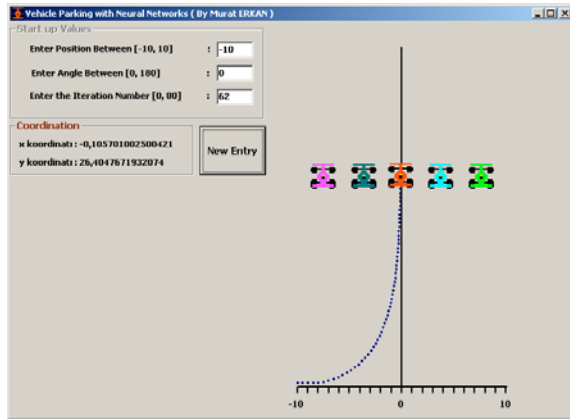 Vehicle Parking with Neural Networks ( By Murat ERKAN )
Start up Values
Enter Position Between [-10, 10] : -10
Enter Angle Between [0, 180] : 0
Enter the Iteration Number [0, 80] : 62
Coordination
x koordinatı : -0,105701002500421
y koordinatı : 26,4047671932074
New Entry
-10 0 10